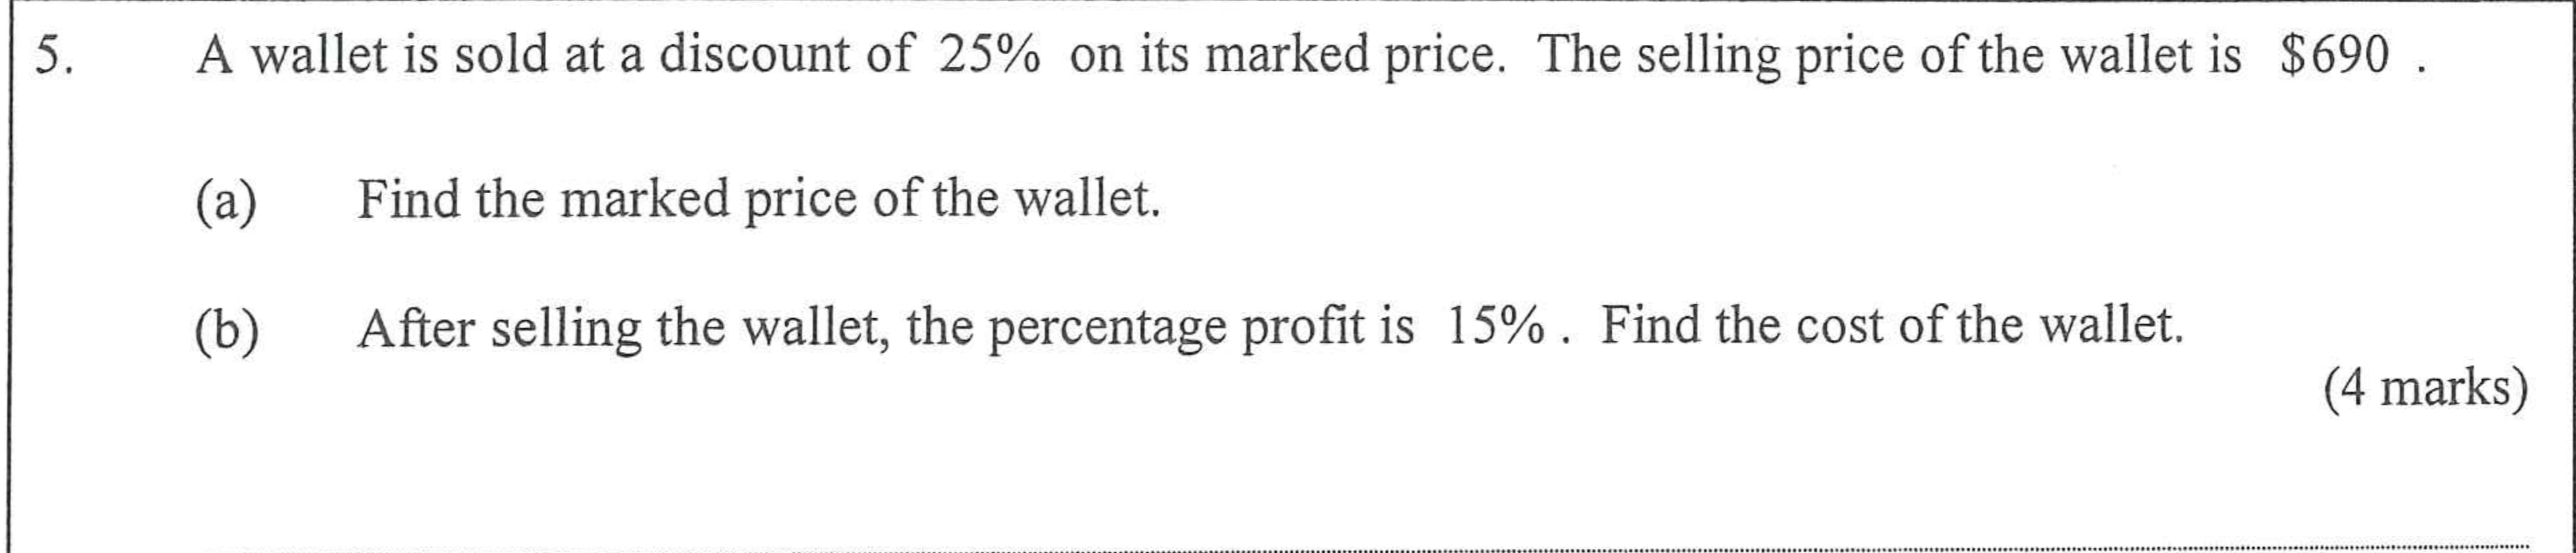 5. A wallet is sold at a discount of 25% on its marked price. The selling price of the wallet is $690 .
(a) Find the marked price of the wallet.
(b) After selling the wallet, the percentage profit is 15% . Find the cost of the wallet.
(4 marks)